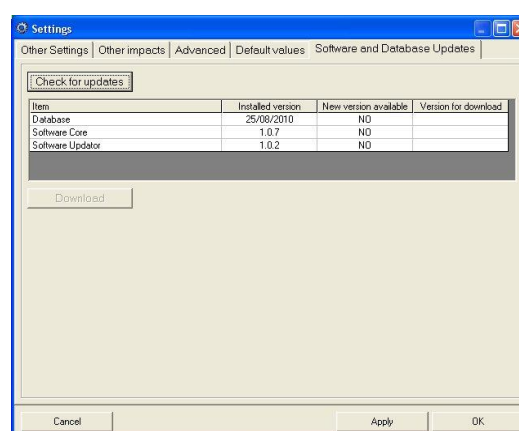 Settings
Other Settings Other impacts Advanced Default values Software and Database Updates
Check for updates
Item Installed version New version available Version for download
Database 25/08/2010 NO
Software Core 1.0.7 NO
Software Updator 1.0.2 NO
Download
Cancel Apply OK